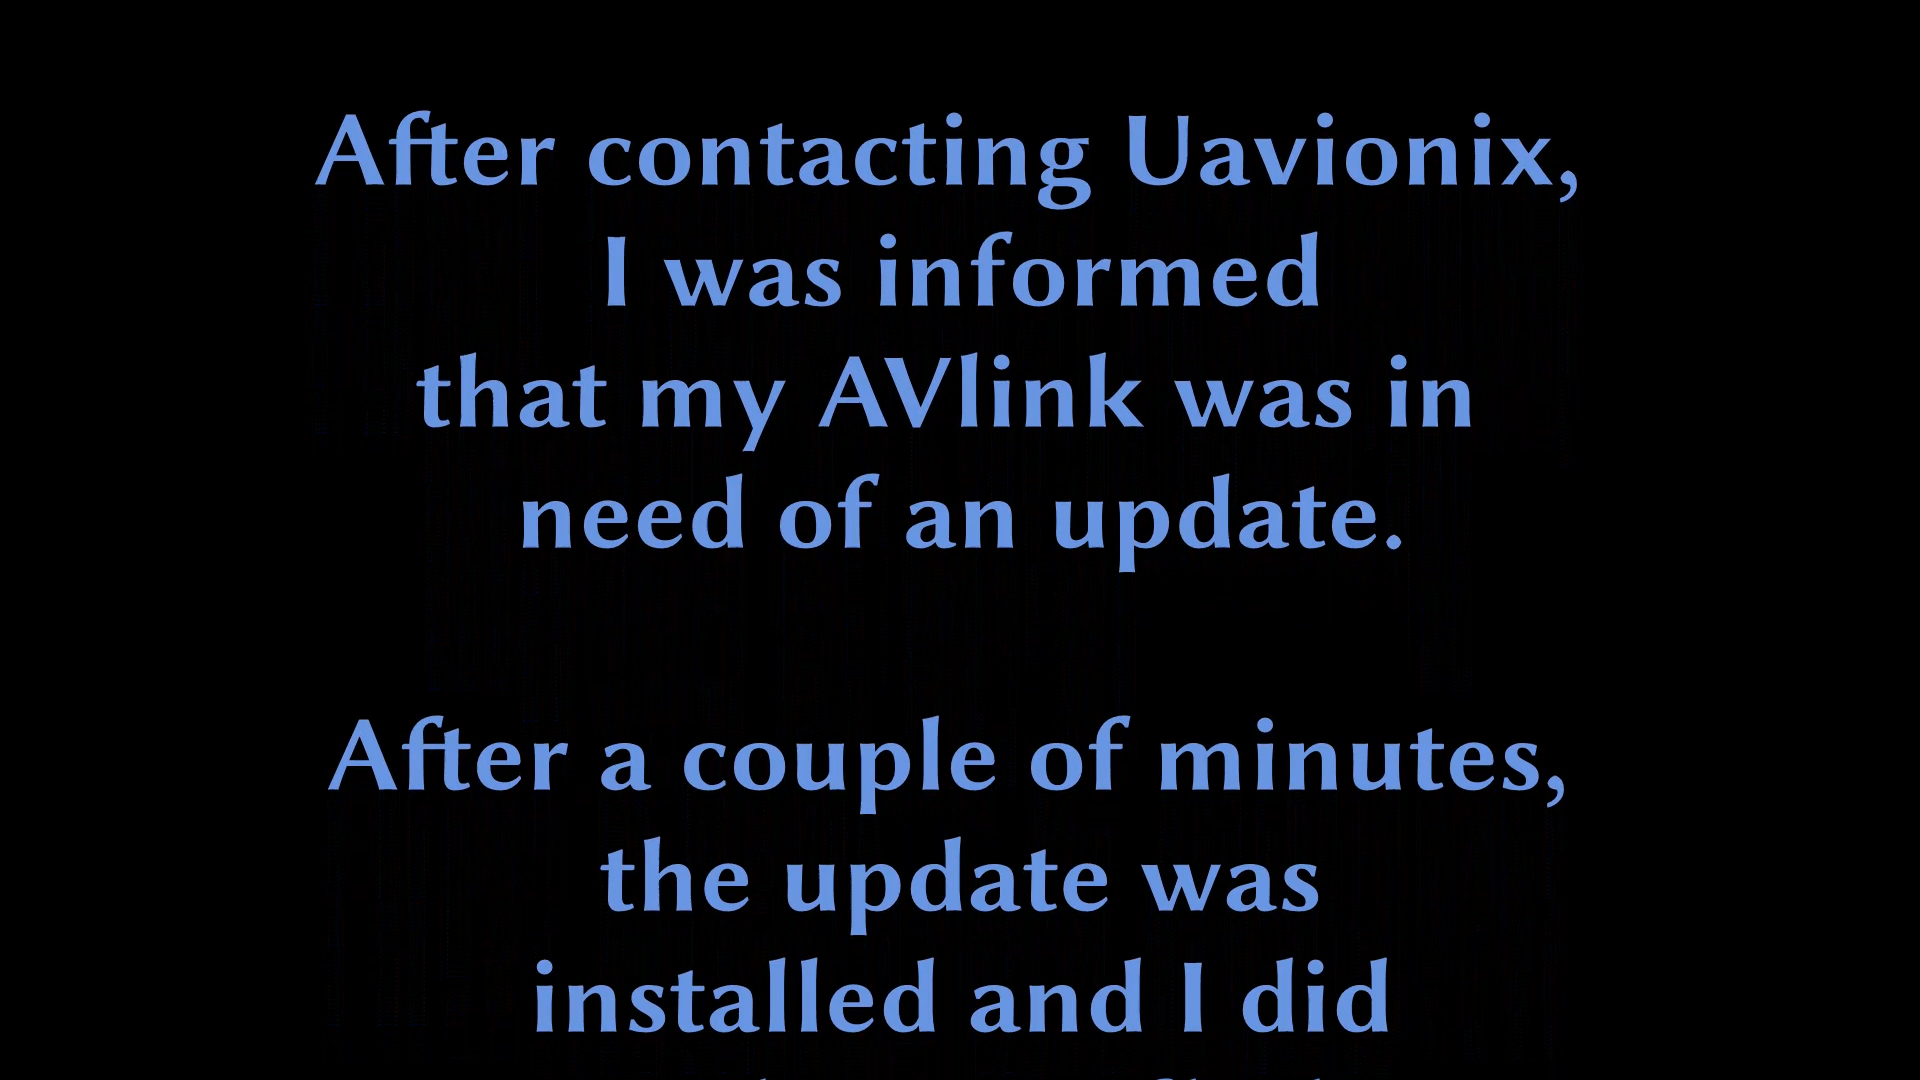 After contacting Uavionix,
I was informed
that my AVlink was in
need of an update.
After a couple of minutes,
the update was
installed and I did